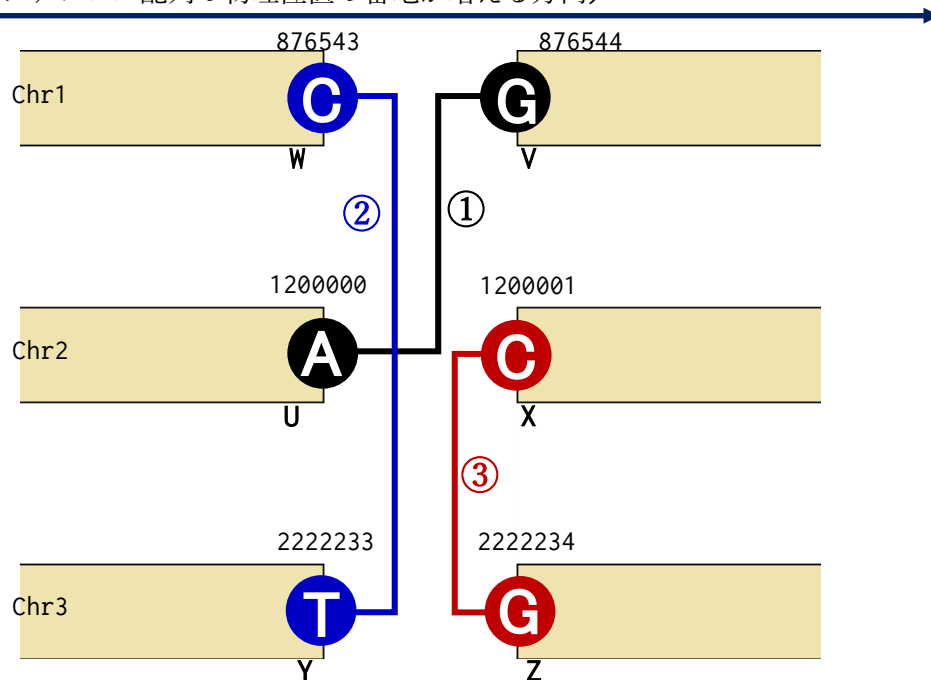 876543 876544
Chr1 C G
W V
② ①
1200000 1200001
Chr2 A C
U X
③
2222233 2222234
Chr3 T G
Y Z